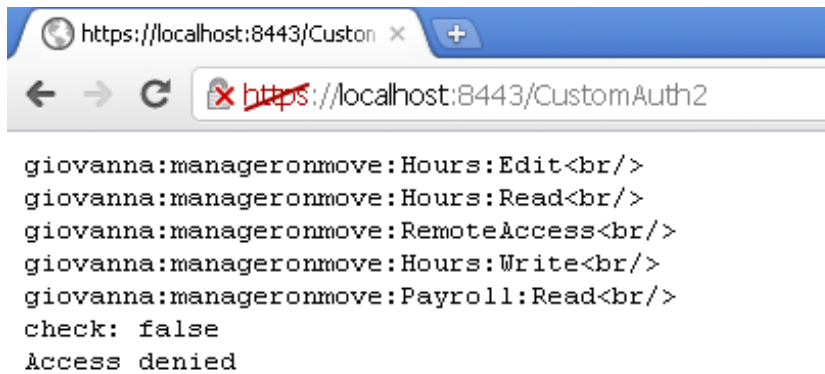 https://localhost:8443/Custon
https://localhost:8443/CustomAuth2
giovanna:manageronmove:Hours:Edit<br/>
giovanna:manageronmove:Hours:Read<br/>
giovanna:manageronmove:RemoteAccess<br/>
giovanna:manageronmove:Hours:Write<br/>
giovanna:manageronmove:Payroll:Read<br/>
check: false
Access denied